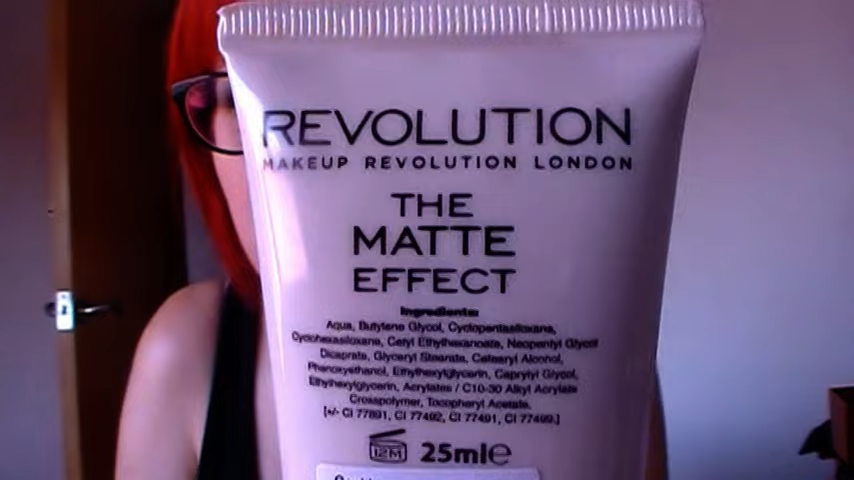 REVOLUTION
MAKEUP REVOLUTION LONDON
THE
MATTE
EFFECT
Ingredients:
Aqua, Butylene Glycol, Cyclopentasiloxane,
Cyclohexasiloxane, Cetyl Ethylhexanoate, Neopentyl Glycol
Dicaprate, Glyceryl Stearate, Cetearyl Alcohol,
Phenoxyethanol, Ethylhexylglycerin, Caprylyl Glycol,
Ethylhexylglycerin, Acrylates / C10-30 Alkyl Acrylate
Crosspolymer, Tocopheryl Acetate.
[+/- CI 77891, CI 77492, CI 77491, CI 77499.]
12M 25ml e